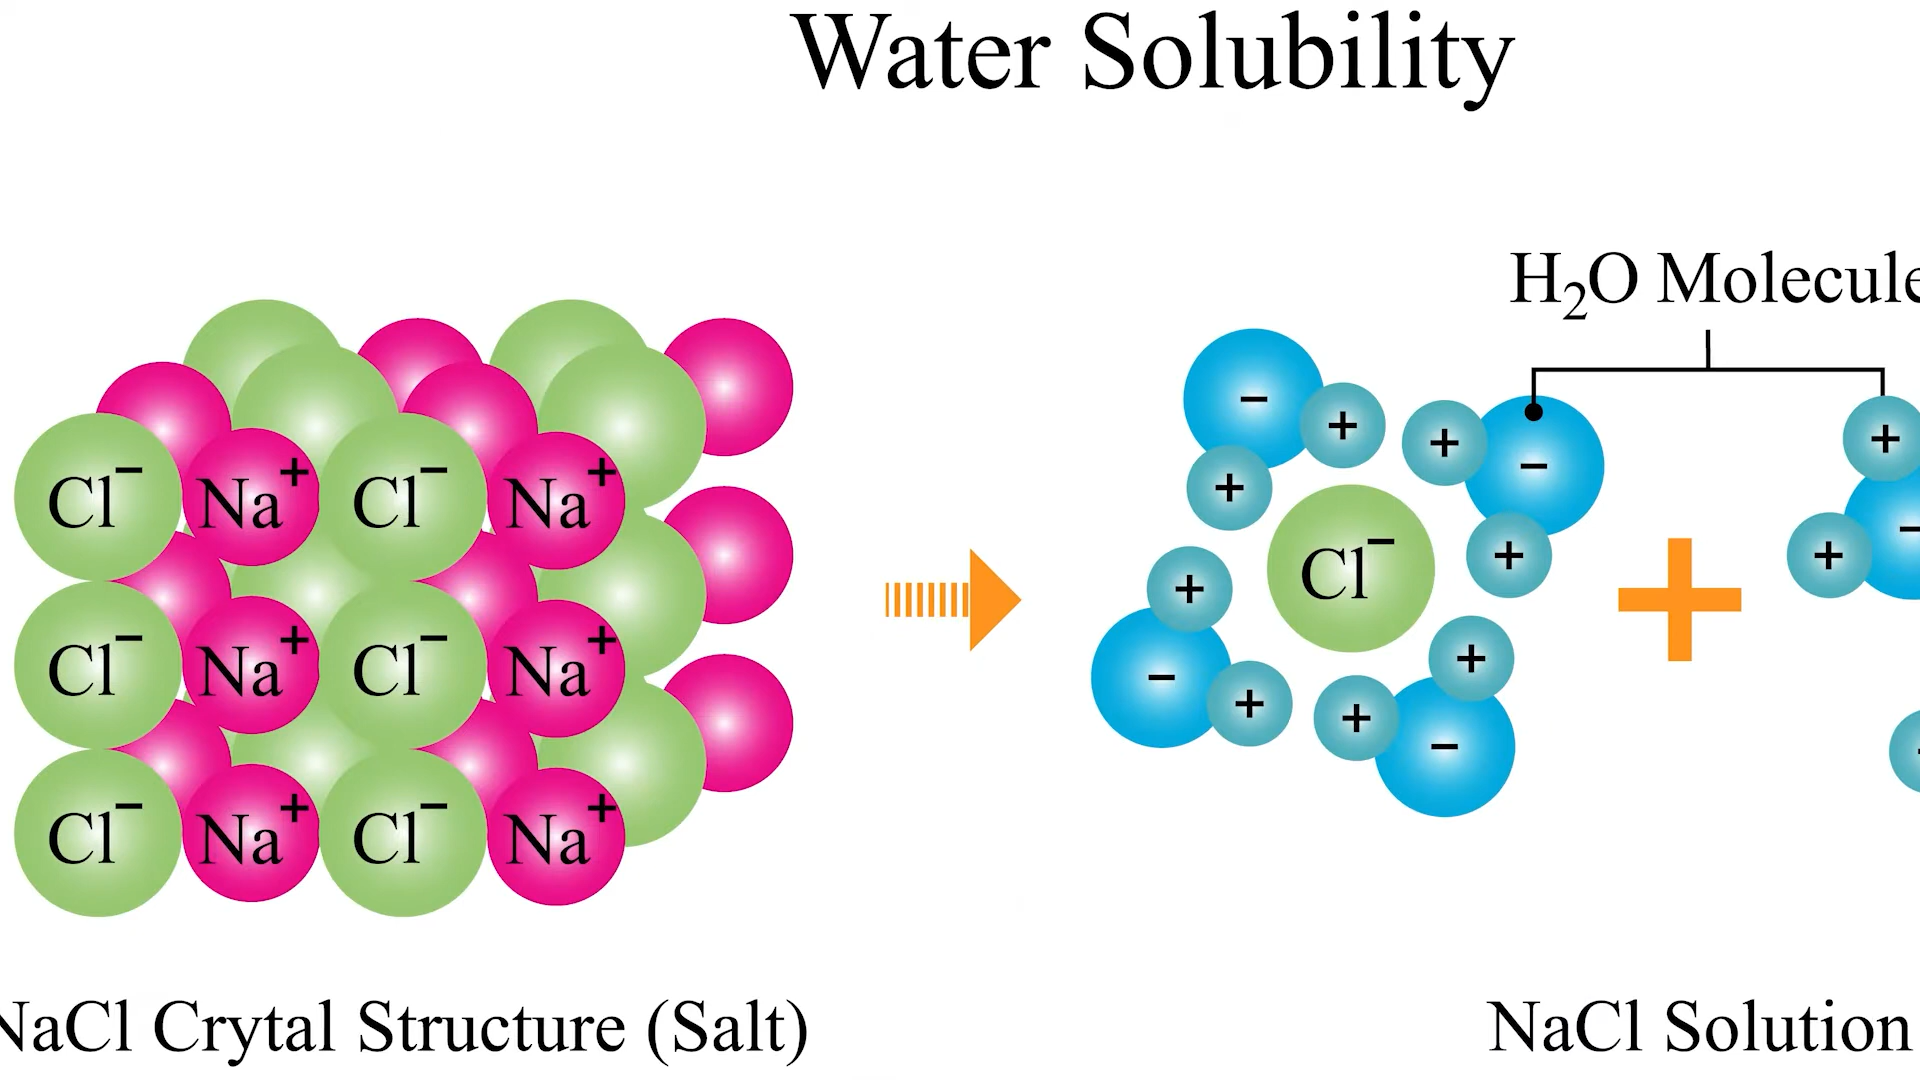 Water Solubility
H₂O Molecule
Cl⁻ Na⁺ Cl⁻ Na⁺
Cl⁻ Na⁺ Cl⁻ Na⁺
Cl⁻ Na⁺ Cl⁻ Na⁺
− + + + − + − + + Cl⁻ + + + − + + − + −
NaCl Crytal Structure (Salt)
NaCl Solution